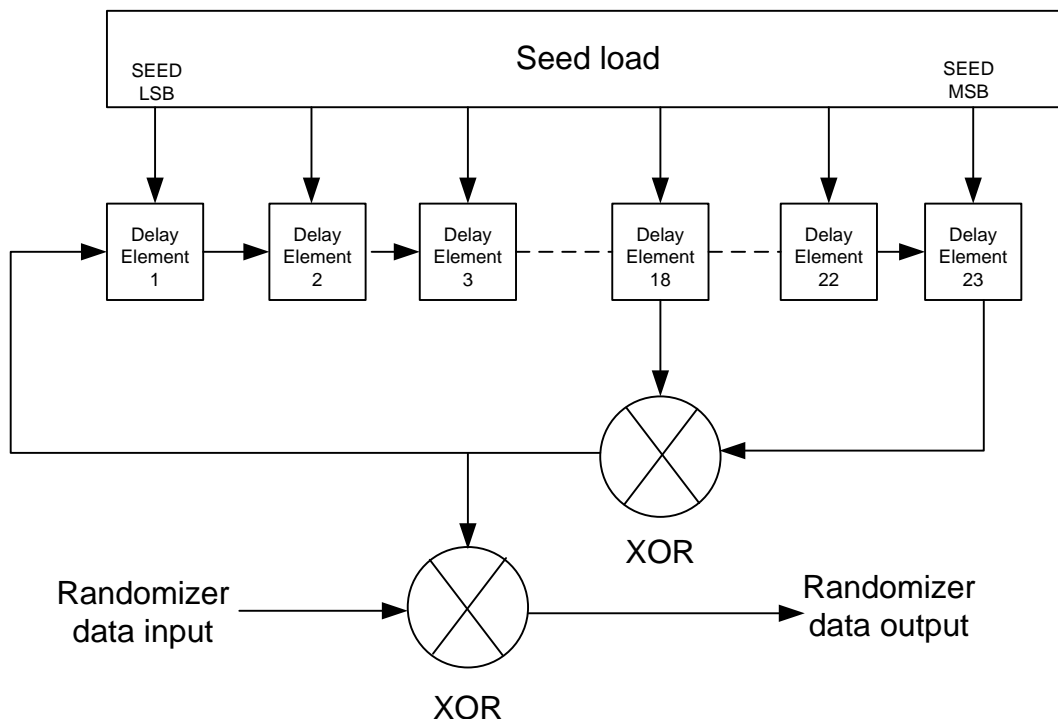 Seed load
SEED
LSB
SEED
MSB
Delay
Element
1
Delay
Element
2
Delay
Element
3
Delay
Element
18
Delay
Element
22
Delay
Element
23
XOR
Randomizer
data input
Randomizer
data output
XOR